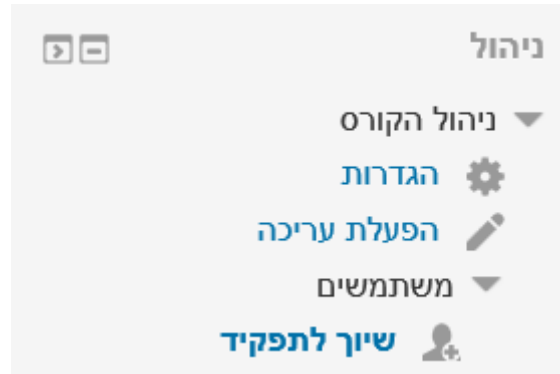 ניהול
ניהול הקורס
הגדרות
הפעלת עריכה
משתמשים
שיוך לתפקיד